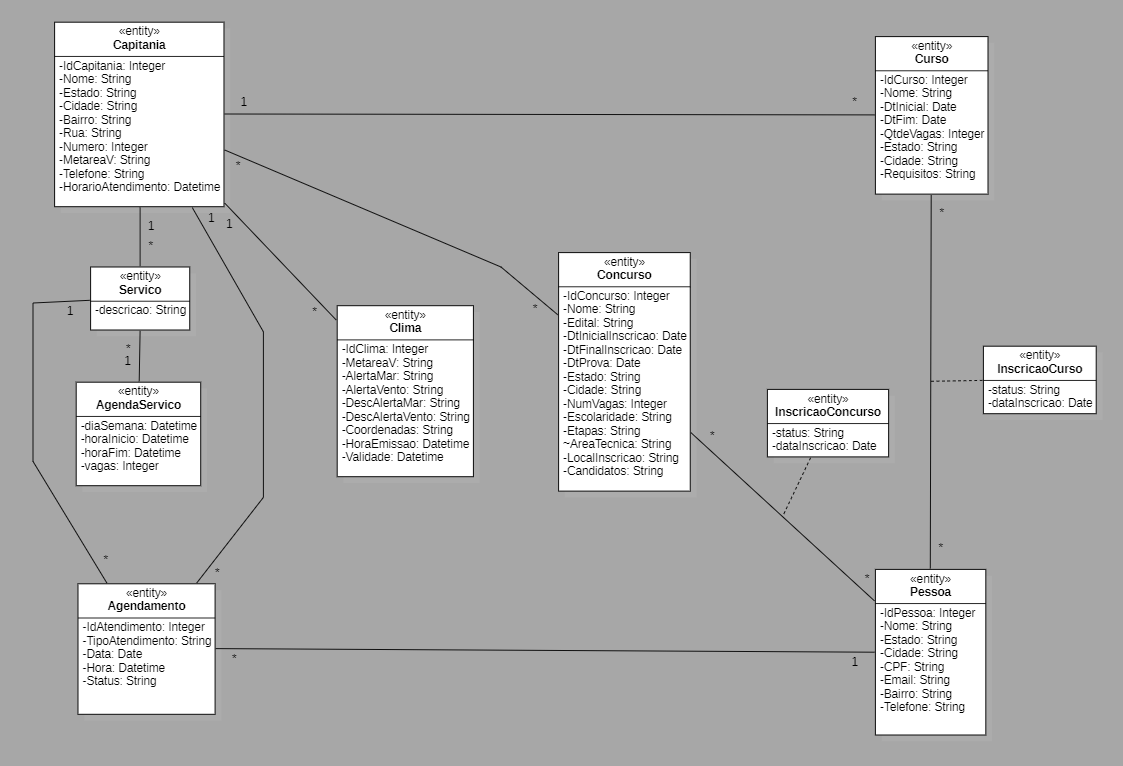 «entity»
Capitania
-IdCapitania: Integer
-Nome: String
-Estado: String
-Cidade: String
-Bairro: String
-Rua: String
-Numero: Integer
-MetareaV: String
-Telefone: String
-HorarioAtendimento: Datetime
1
*
«entity»
Curso
-IdCurso: Integer
-Nome: String
-DtInicial: Date
-DtFim: Date
-QtdeVagas: Integer
-Estado: String
-Cidade: String
-Requisitos: String
*
*
1
*
1
1
*
*
«entity»
Servico
-descricao: String
1
*
1
«entity»
AgendaServico
-diaSemana: Datetime
-horaInicio: Datetime
-horaFim: Datetime
-vagas: Integer
«entity»
Clima
-IdClima: Integer
-MetareaV: String
-AlertaMar: String
-AlertaVento: String
-DescAlertaMar: String
-DescAlertaVento: String
-Coordenadas: String
-HoraEmissao: Datetime
-Validade: Datetime
«entity»
Concurso
-IdConcurso: Integer
-Nome: String
-Edital: String
-DtInicialInscricao: Date
-DtFinalInscricao: Date
-DtProva: Date
-Estado: String
-Cidade: String
-NumVagas: Integer
-Escolaridade: String
-Etapas: String
~AreaTecnica: String
-LocalInscricao: String
-Candidatos: String
*
«entity»
InscricaoConcurso
-status: String
-dataInscricao: Date
«entity»
InscricaoCurso
-status: String
-dataInscricao: Date
*
*
*
*
«entity»
Agendamento
-IdAtendimento: Integer
-TipoAtendimento: String
-Data: Date
-Hora: Datetime
-Status: String
*
1
«entity»
Pessoa
-IdPessoa: Integer
-Nome: String
-Estado: String
-Cidade: String
-CPF: String
-Email: String
-Bairro: String
-Telefone: String